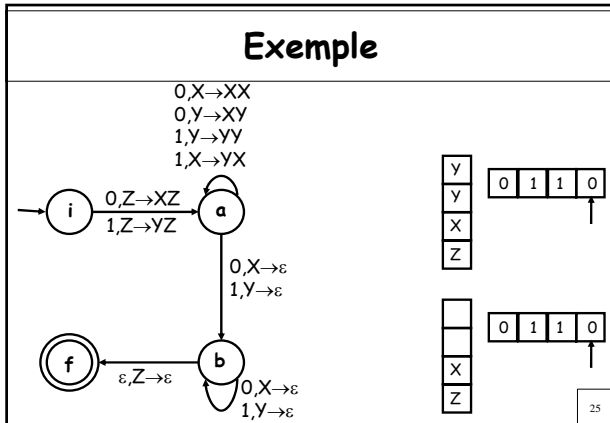 Exemple
0,X→XX
0,Y→XY
1,Y→YY
1,X→YX
i
0,Z→XZ
1,Z→YZ
a
0,X→ε
1,Y→ε
f
ε,Z→ε
b
0,X→ε
1,Y→ε
Y
Y
X
Z
0 1 1 0
X
Z
0 1 1 0
25